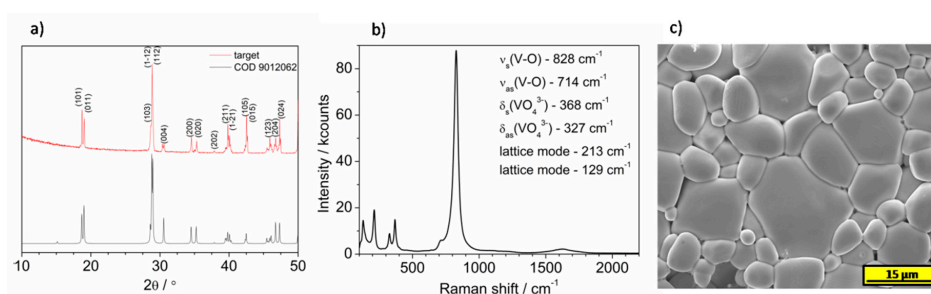 a)
target
COD 9012062
(101)
(011)
(103)
(1-12)
(112)
(004)
(200)
(020)
(202)
(211)
(1-21)
(105)
(015)
(123)
(204)
(024)
10 20 30 40 50
2θ / °
b)
Intensity / kcounts
80
60
40
20
0
νs(V-O) - 828 cm⁻¹
νas(V-O) - 714 cm⁻¹
δs(VO₄³⁻) - 368 cm⁻¹
δas(VO₄³⁻) - 327 cm⁻¹
lattice mode - 213 cm⁻¹
lattice mode - 129 cm⁻¹
500 1000 1500 2000
Raman shift / cm⁻¹
c)
15 µm